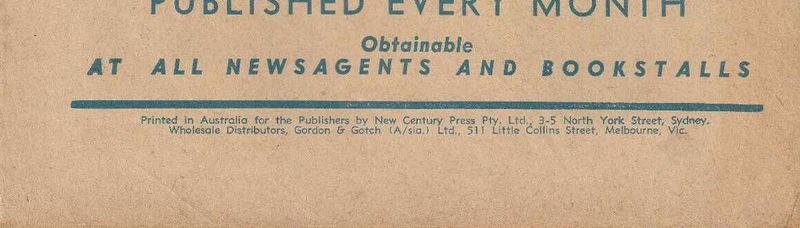 PUBLISHED EVERY MONTH
Obtainable
AT ALL NEWSAGENTS AND BOOKSTALLS
Printed in Australia for the Publishers by New Century Press Pty. Ltd., 3-5 North York Street, Sydney.
Wholesale Distributors, Gordon & Gotch (A/sia.) Ltd., 511 Little Collins Street, Melbourne, Vic.